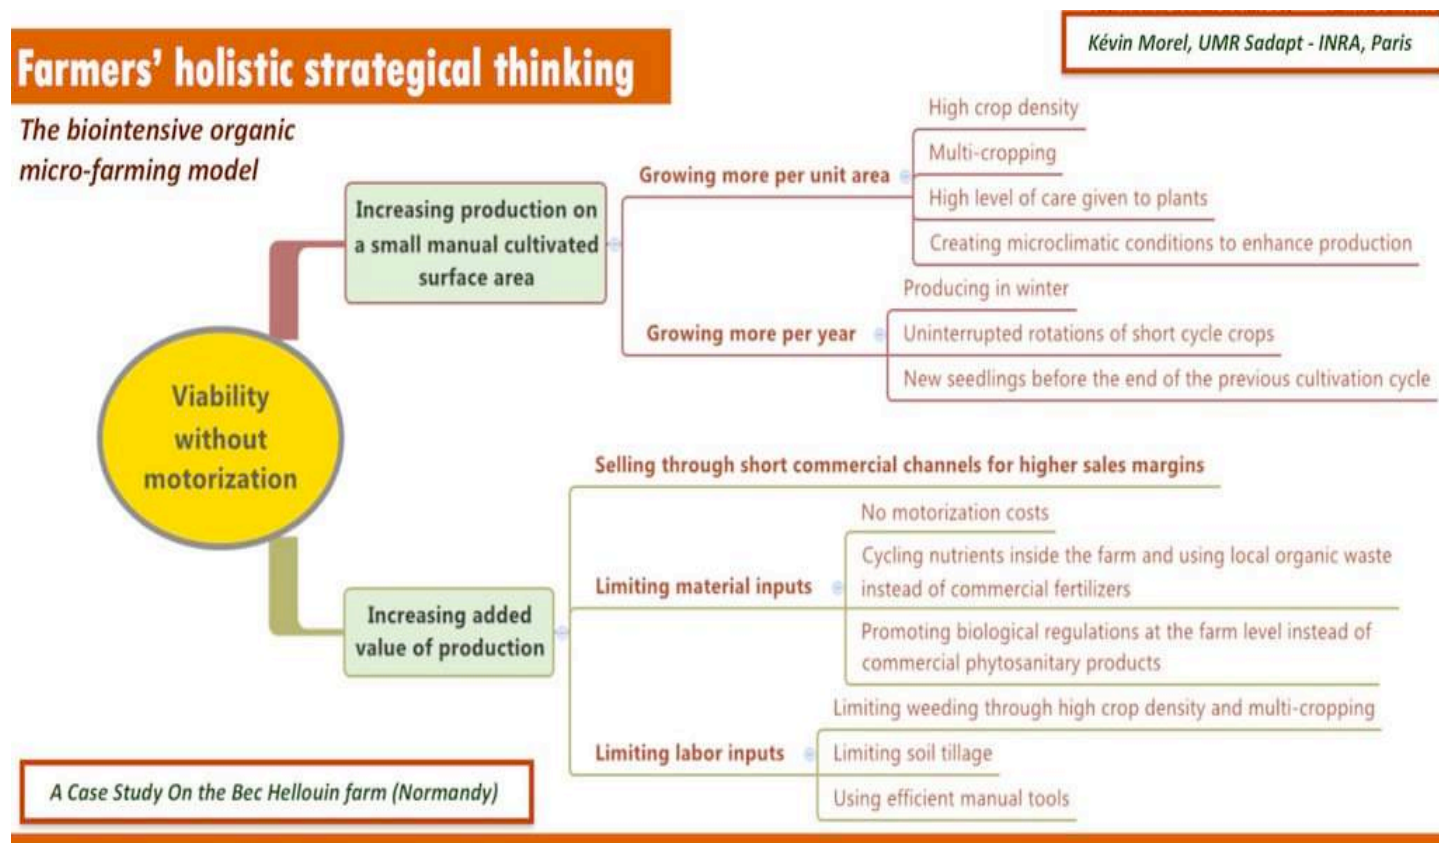 Farmers' holistic strategical thinking
Kévin Morel, UMR Sadapt - INRA, Paris
The biointensive organic
micro-farming model
Viability
without
motorization
Increasing production on
a small manual cultivated
surface area
Growing more per unit area
High crop density
Multi-cropping
High level of care given to plants
Creating microclimatic conditions to enhance production
Growing more per year
Producing in winter
Uninterrupted rotations of short cycle crops
New seedlings before the end of the previous cultivation cycle
Increasing added
value of production
Selling through short commercial channels for higher sales margins
Limiting material inputs
No motorization costs
Cycling nutrients inside the farm and using local organic waste
instead of commercial fertilizers
Promoting biological regulations at the farm level instead of
commercial phytosanitary products
Limiting labor inputs
Limiting weeding through high crop density and multi-cropping
Limiting soil tillage
Using efficient manual tools
A Case Study On the Bec Hellouin farm (Normandy)